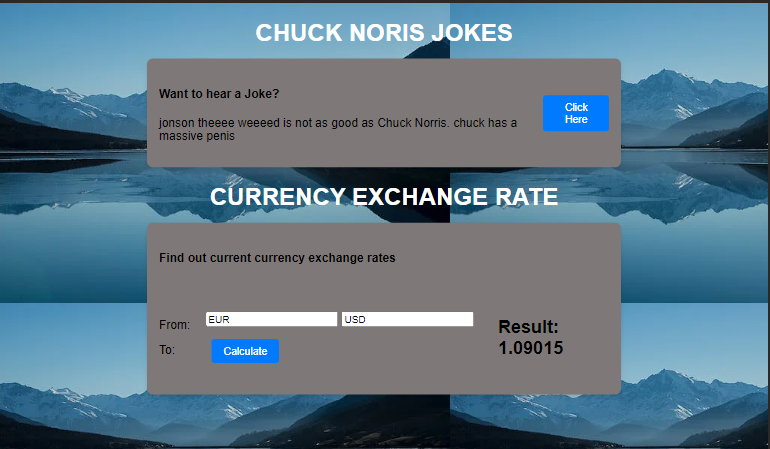 CHUCK NORIS JOKES
Want to hear a Joke?
jonson theeee weeeed is not as good as Chuck Norris. chuck has a
massive penis
Click
Here
CURRENCY EXCHANGE RATE
Find out current currency exchange rates
From:
EUR
USD
To:
Calculate
Result:
1.09015